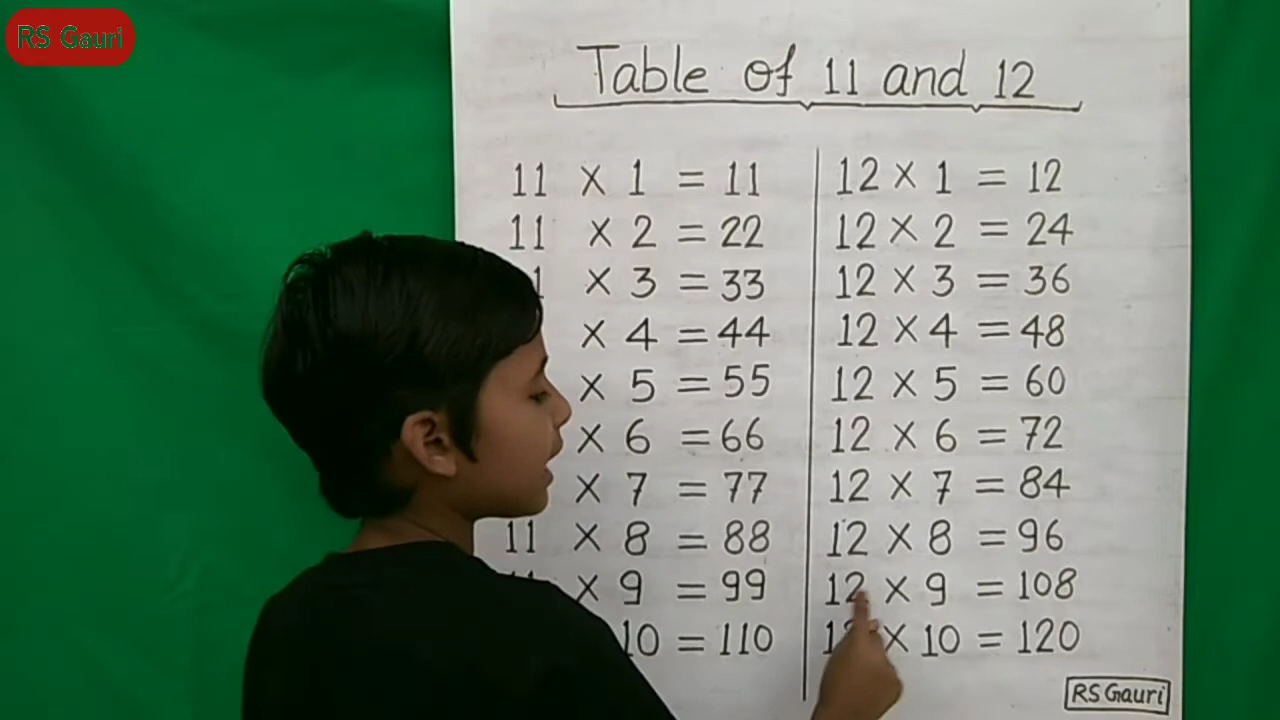 RS Gauri
Table of 11 and 12
11 × 1 = 11
11 × 2 = 22
1 × 3 = 33
× 4 = 44
× 5 = 55
× 6 = 66
× 7 = 77
11 × 8 = 88
× 9 = 99
10 = 110
12 × 1 = 12
12 × 2 = 24
12 × 3 = 36
12 × 4 = 48
12 × 5 = 60
12 × 6 = 72
12 × 7 = 84
12 × 8 = 96
12 × 9 = 108
12 × 10 = 120
RS Gauri